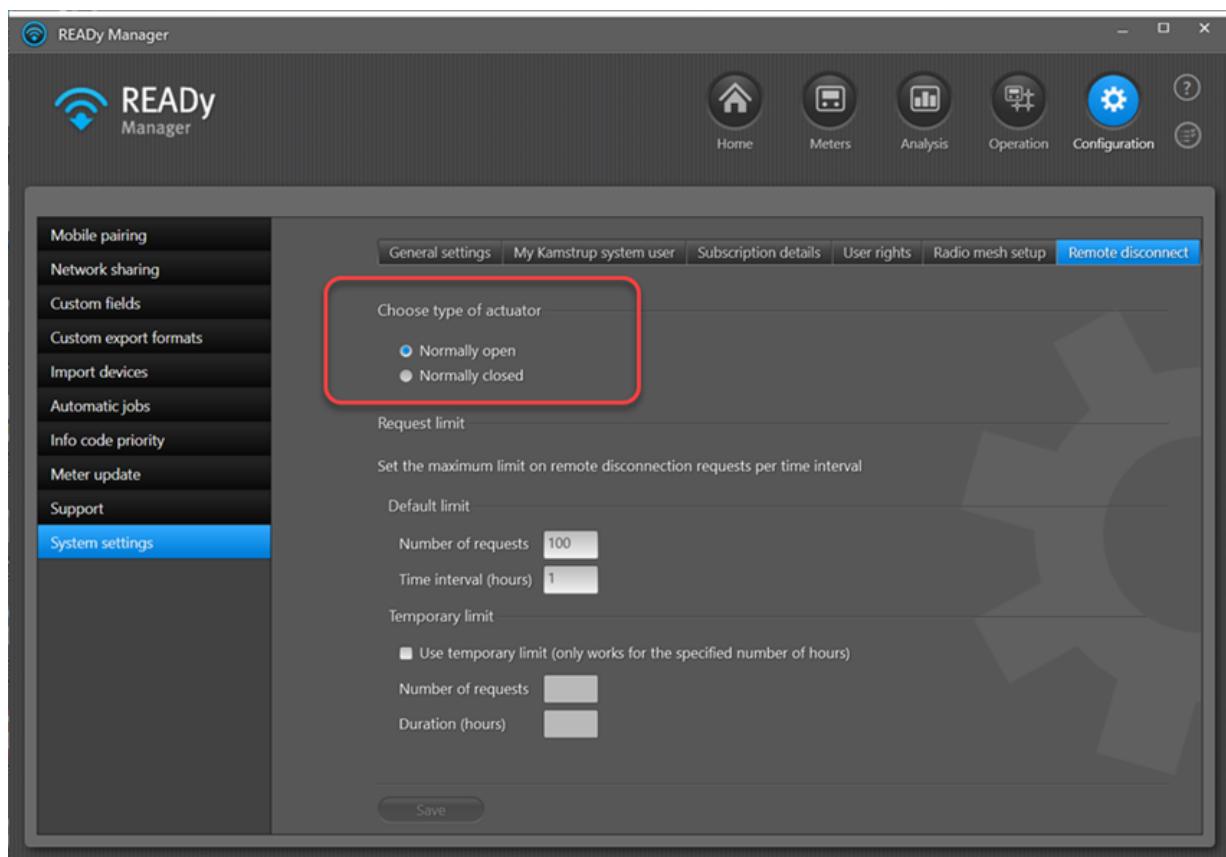 READy Manager
READy
Manager
Home
Meters
Analysis
Operation
Configuration
?
Mobile pairing
Network sharing
Custom fields
Custom export formats
Import devices
Automatic jobs
Info code priority
Meter update
Support
System settings
General settings
My Kamstrup system user
Subscription details
User rights
Radio mesh setup
Remote disconnect
Choose type of actuator
Normally open
Normally closed
Request limit
Set the maximum limit on remote disconnection requests per time interval
Default limit
Number of requests 100
Time interval (hours) 1
Temporary limit
Use temporary limit (only works for the specified number of hours)
Number of requests
Duration (hours)
Save